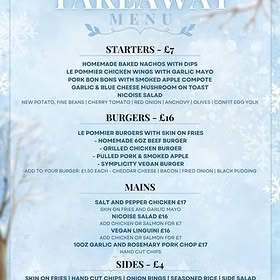 TAKEAWAY
MENU
STARTERS - £7
HOMEMADE BAKED NACHOS WITH DIPS
LE POMMIER CHICKEN WINGS WITH GARLIC MAYO
PORK BON BONS WITH SMOKED APPLE COMPOTE
GARLIC & BLUE CHEESE MUSHROOM ON TOAST
NICOISE SALAD
NEW POTATO, FINE BEANS | CHERRY TOMATO | RED ONION | ANCHOVY | OLIVES | CONFIT EGG YOLK
BURGERS - £16
LE POMMIER BURGERS WITH SKIN ON FRIES
- HOMEMADE 6OZ BEEF BURGER
- GRILLED CHICKEN BURGER
- PULLED PORK & SMOKED APPLE
- SYMPLICITY VEGAN BURGER
ADD TO YOUR BURGER: £1.50 EACH - CHEDDAR CHEESE | BACON | FRIED ONION | BLACK PUDDING
MAINS
SALT AND PEPPER CHICKEN £17
SKIN ON FRIES AND GARLIC MAYO
NICOISE SALAD £16
ADD CHICKEN OR SALMON FOR £7
VEGAN LINGUINI £16
ADD CHICKEN OR SALMON FOR £7
10OZ GARLIC AND ROSEMARY PORK CHOP £17
HAND CUT CHIPS
SIDES - £4
SKIN ON FRIES | HAND CUT CHIPS | ONION RINGS | SEASONED RICE | SIDE SALAD